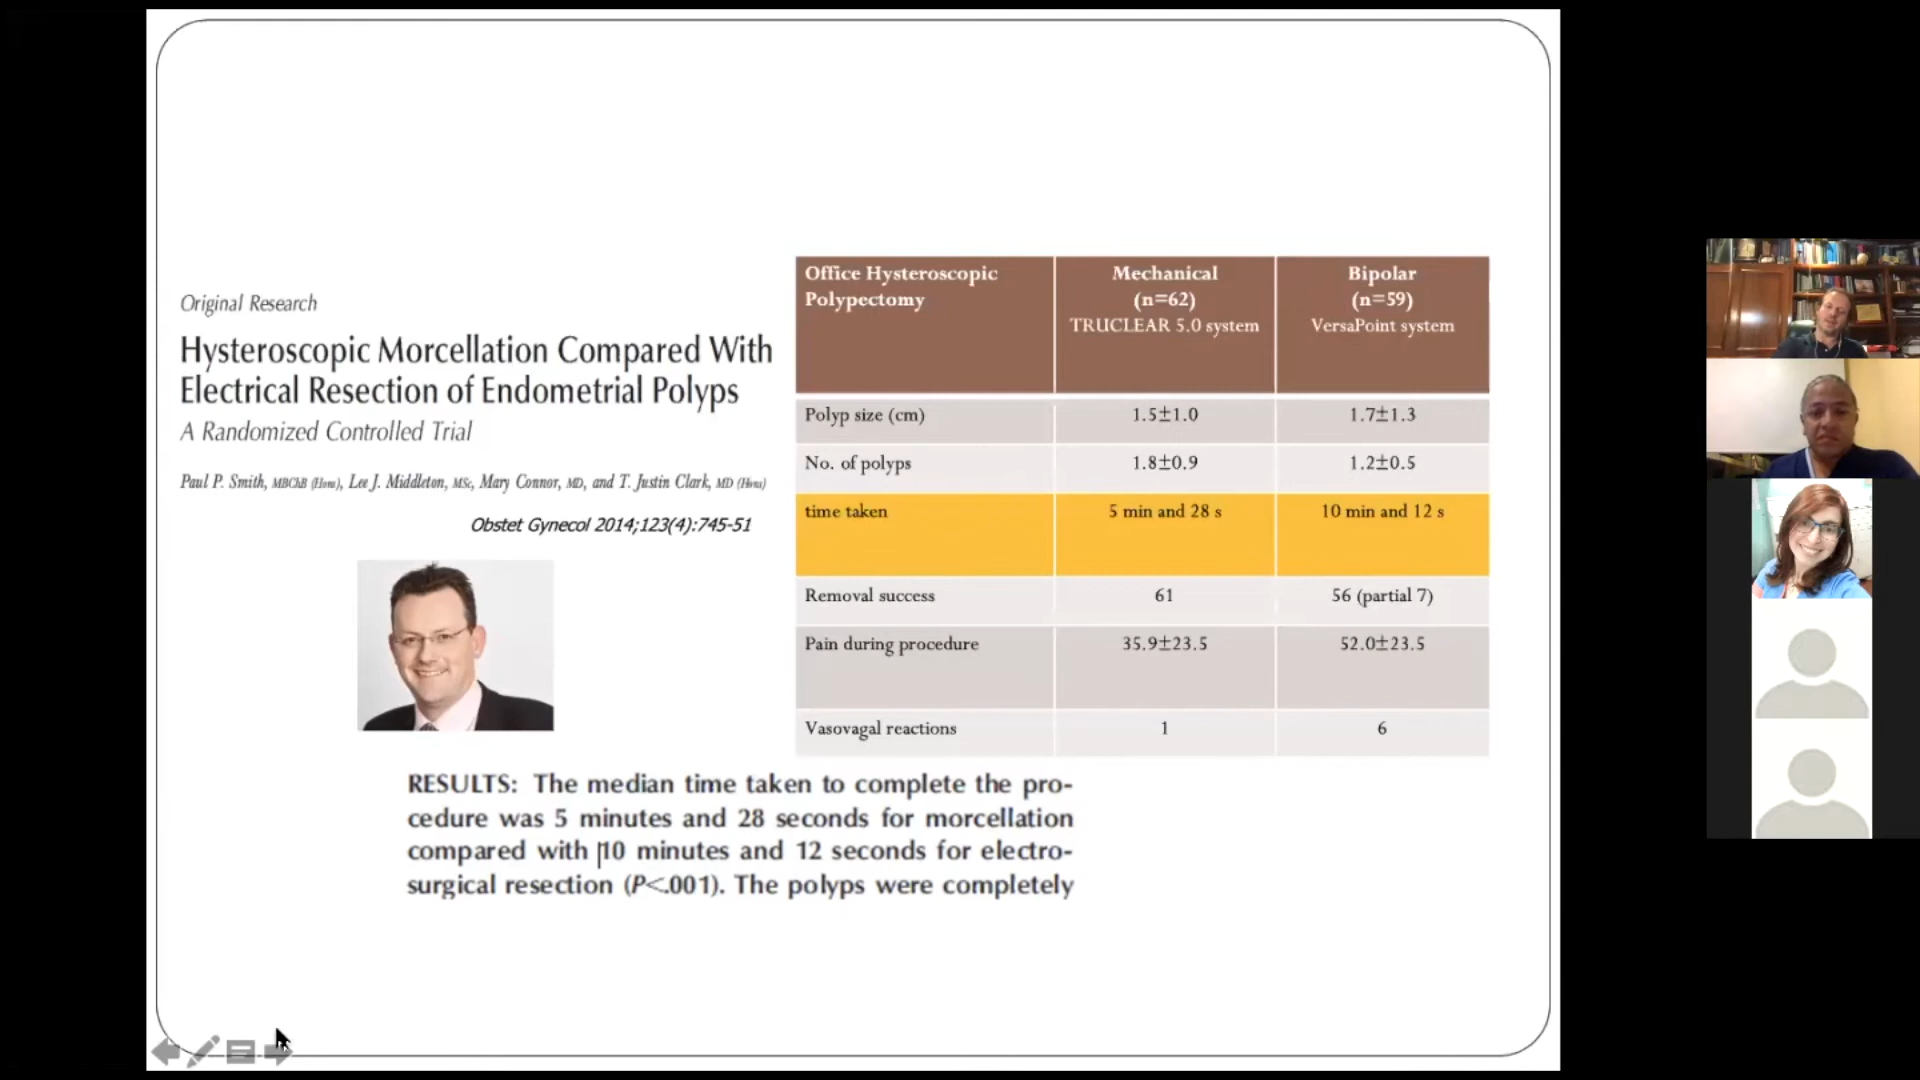 Original Research
Hysteroscopic Morcellation Compared With
Electrical Resection of Endometrial Polyps
A Randomized Controlled Trial
Paul P. Smith, MBChB (Hons), Lee J. Middleton, MSc, Mary Connor, MD, and T. Justin Clark, MD (Hons)
Obstet Gynecol 2014;123(4):745-51
Office Hysteroscopic Polypectomy Mechanical (n=62) TRUCLEAR 5.0 system Bipolar (n=59) VersaPoint system
Polyp size (cm) 1.5±1.0 1.7±1.3
No. of polyps 1.8±0.9 1.2±0.5
time taken 5 min and 28 s 10 min and 12 s
Removal success 61 56 (partial 7)
Pain during procedure 35.9±23.5 52.0±23.5
Vasovagal reactions 1 6
RESULTS: The median time taken to complete the pro-
cedure was 5 minutes and 28 seconds for morcellation
compared with 10 minutes and 12 seconds for electro-
surgical resection (P<.001). The polyps were completely